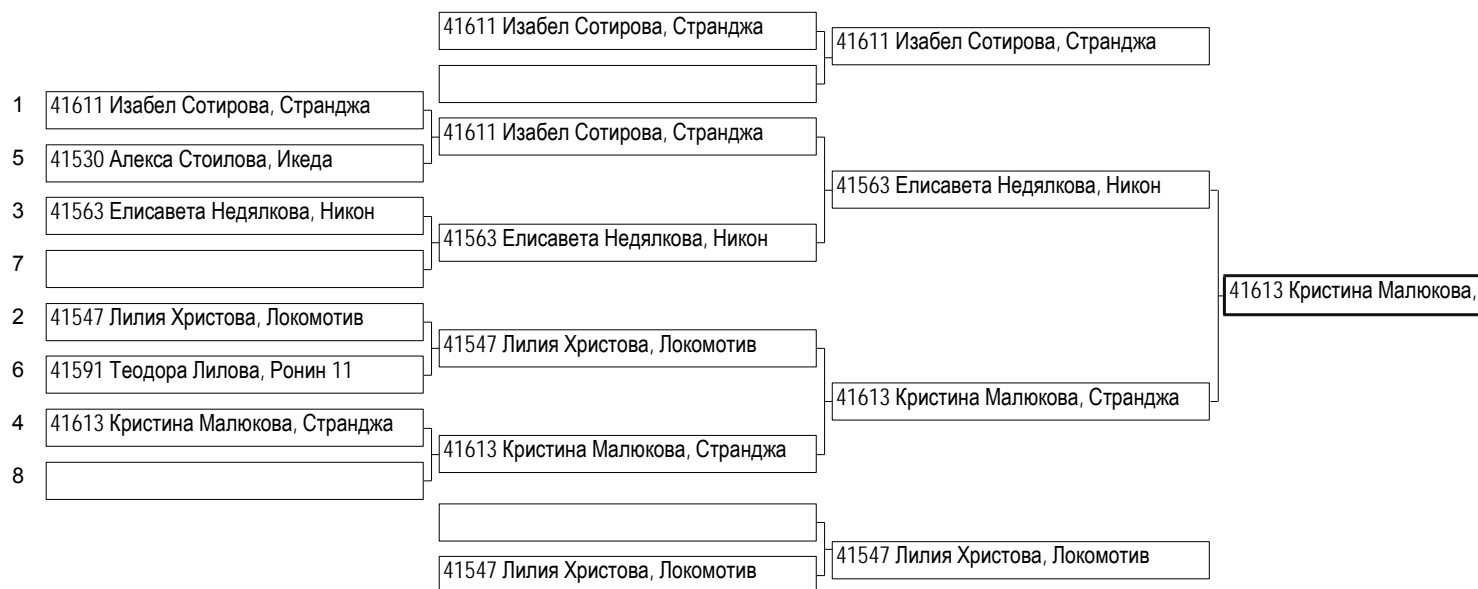 41611 Изабел Сотирова, Странджа
41611 Изабел Сотирова, Странджа
1 41611 Изабел Сотирова, Странджа
41611 Изабел Сотирова, Странджа
5 41530 Алекса Стоилова, Икеда
41563 Елисавета Недялкова, Никон
3 41563 Елисавета Недялкова, Никон
41563 Елисавета Недялкова, Никон
7
41613 Кристина Малюкова,
2 41547 Лилия Христова, Локомотив
41547 Лилия Христова, Локомотив
6 41591 Теодора Лилова, Ронин 11
41613 Кристина Малюкова, Странджа
4 41613 Кристина Малюкова, Странджа
41613 Кристина Малюкова, Странджа
8
41547 Лилия Христова, Локомотив
41547 Лилия Христова, Локомотив